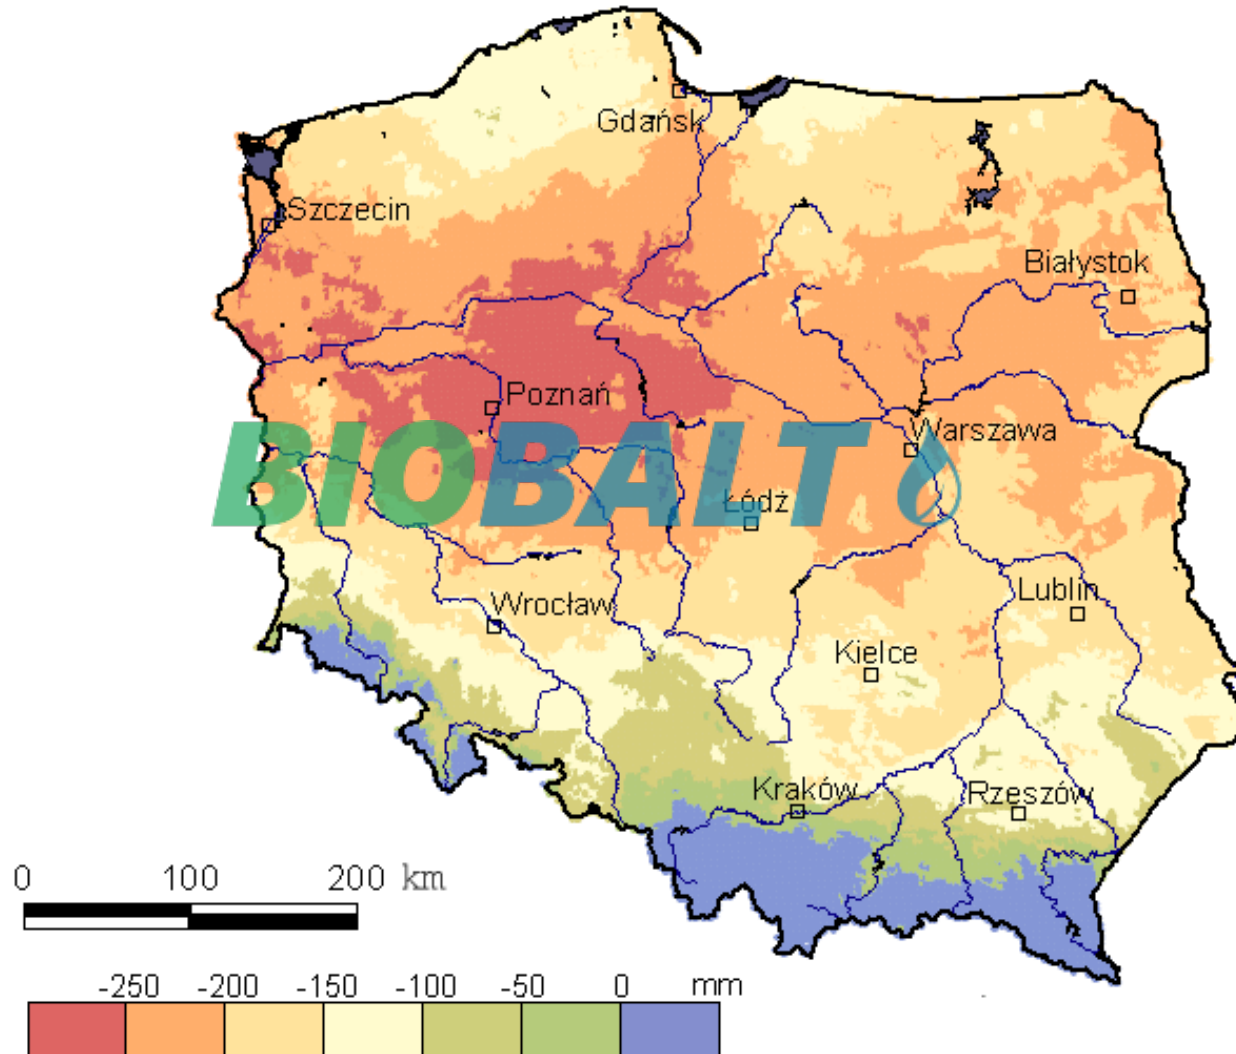 Gdańsk
Szczecin
Białystok
Poznań
Warszawa
BIOBALT
Łódź
Lublin
Wrocław
Kielce
Kraków
Rzeszów
0 100 200 km
-250 -200 -150 -100 -50 0 mm